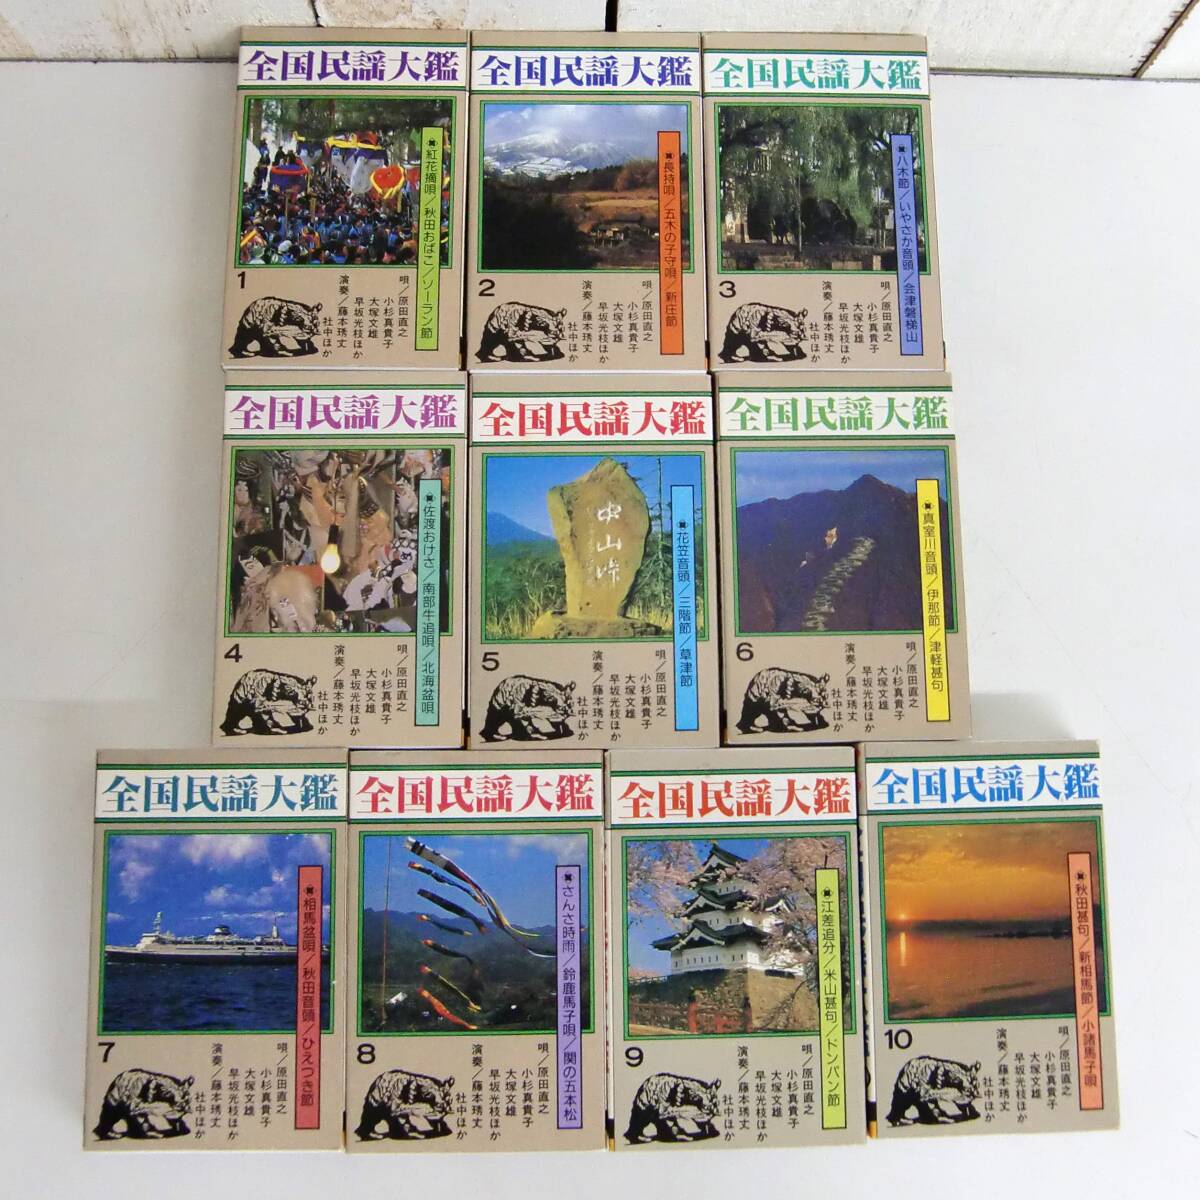 全国民謡大鑑
紅花摘唄/秋田おばこ/ソーラン節
1
唄/原田直之
小杉真貴子
大塚文雄
早坂光枝ほか
演奏/藤本琇丈
社中ほか
全国民謡大鑑
長持唄/五木の子守唄/新庄節
2
唄/原田直之
小杉真貴子
大塚文雄
早坂光枝ほか
演奏/藤本琇丈
社中ほか
全国民謡大鑑
八木節/いやさか音頭/会津磐梯山
3
唄/原田直之
小杉真貴子
大塚文雄
早坂光枝ほか
演奏/藤本琇丈
社中ほか
全国民謡大鑑
佐渡おけさ/南部牛追唄/北海盆唄
4
唄/原田直之
小杉真貴子
大塚文雄
早坂光枝ほか
演奏/藤本琇丈
社中ほか
全国民謡大鑑
中山峠
花笠音頭/三階節/草津節
5
唄/原田直之
小杉真貴子
大塚文雄
早坂光枝ほか
演奏/藤本琇丈
社中ほか
全国民謡大鑑
真室川音頭/伊那節/津軽甚句
6
唄/原田直之
小杉真貴子
大塚文雄
早坂光枝ほか
演奏/藤本琇丈
社中ほか
全国民謡大鑑
相馬盆唄/秋田音頭/ひえつき節
7
唄/原田直之
小杉真貴子
大塚文雄
早坂光枝ほか
演奏/藤本琇丈
社中ほか
全国民謡大鑑
さんさ時雨/鈴鹿馬子唄/関の五本松
8
唄/原田直之
小杉真貴子
大塚文雄
早坂光枝ほか
演奏/藤本琇丈
社中ほか
全国民謡大鑑
江差追分/米山甚句/ドンパン節
9
唄/原田直之
小杉真貴子
大塚文雄
早坂光枝ほか
演奏/藤本琇丈
社中ほか
全国民謡大鑑
秋田甚句/新相馬節/小諸馬子唄
10
唄/原田直之
小杉真貴子
大塚文雄
早坂光枝ほか
演奏/藤本琇丈
社中ほか